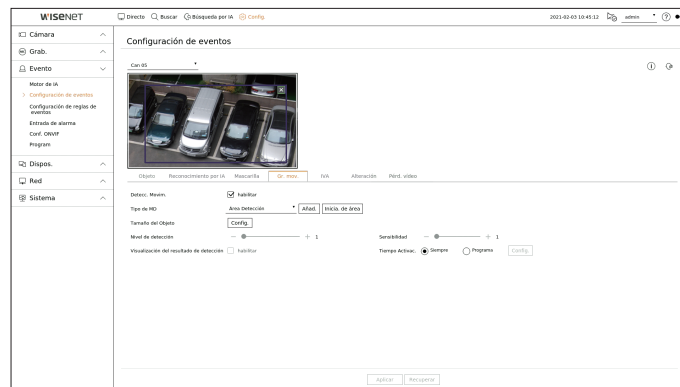 WISENET
Directo Buscar Búsqueda por IA Config.
2021-02-03 10:45:12 admin
Cámara
Grab.
Evento
Motor de IA
Configuración de eventos
Configuración de reglas de
eventos
Entrada de alarma
Conf. ONVIF
Program
Dispos.
Red
Sistema
Configuración de eventos
Can 05
Objeto Reconocimiento por IA Mascarilla Gr. mov. IVA Alteración Pérd. vídeo
Detecc. Movim. habilitar
Tipo de MD Área Detección Añad. Inicia. de área
Tamaño del Objeto Config.
Nivel de detección 1 Sensibilidad 1
Visualización del resultado de detección habilitar Tiempo Activac. Siempre Programa Config.
Aplicar Recuperar